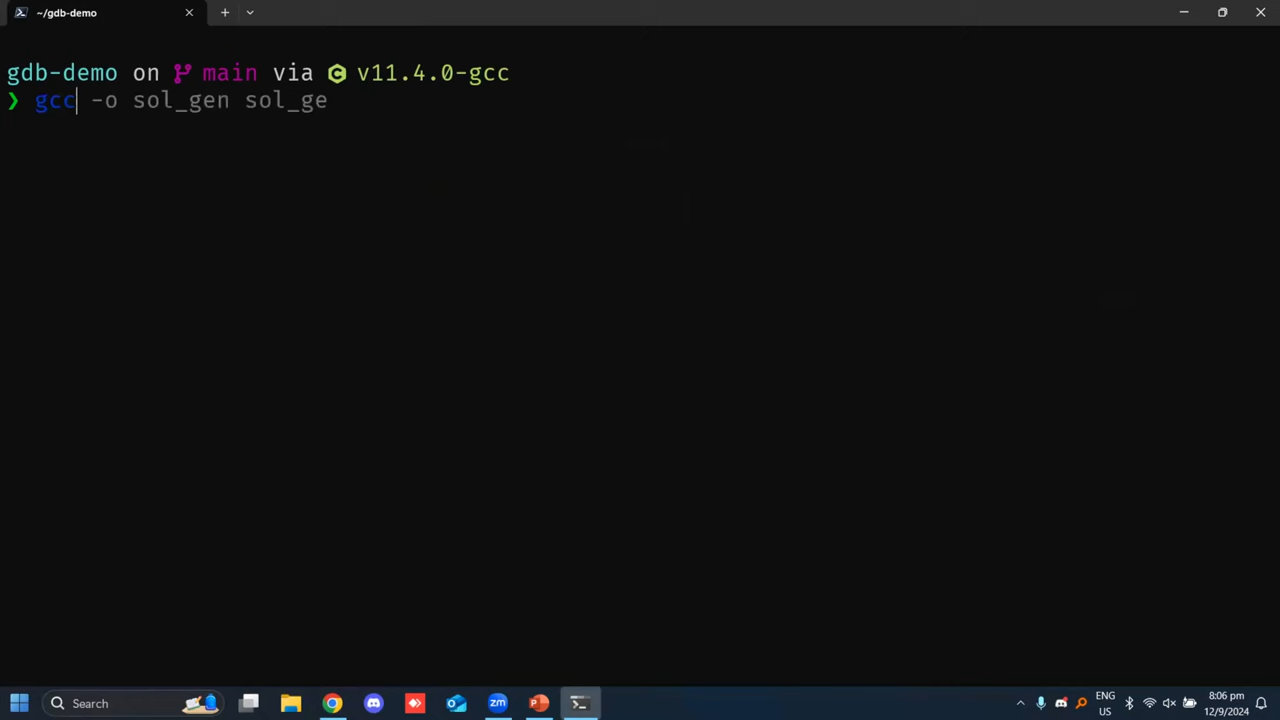 ~/gdb-demo
gdb-demo on main via C v11.4.0-gcc
❯ gcc -o sol_gen sol_ge
Search
zm
ENG
US
8:06 pm
12/9/2024